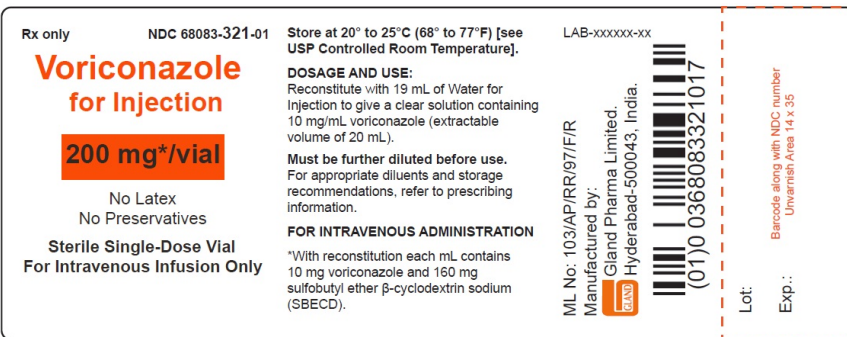 Rx only
NDC 68083-321-01
Voriconazole
for Injection
200 mg*/vial
No Latex
No Preservatives
Sterile Single-Dose Vial
For Intravenous Infusion Only
Store at 20° to 25°C (68° to 77°F) [see
USP Controlled Room Temperature].
DOSAGE AND USE:
Reconstitute with 19 mL of Water for
Injection to give a clear solution containing
10 mg/mL voriconazole (extractable
volume of 20 mL).
Must be further diluted before use.
For appropriate diluents and storage
recommendations, refer to prescribing
information.
FOR INTRAVENOUS ADMINISTRATION
*With reconstitution each mL contains
10 mg voriconazole and 160 mg
sulfobutyl ether β-cyclodextrin sodium
(SBECD).
LAB-xxxxxx-xx
ML No: 103/AP/RR/97/F/R
Manufactured by:
Gland Pharma Limited.
Hyderabad-500043, India.
GLAND
(01)0 0368083321017
Lot:
Exp.:
Barcode along with NDC number
Unvarnish Area 14 x 35